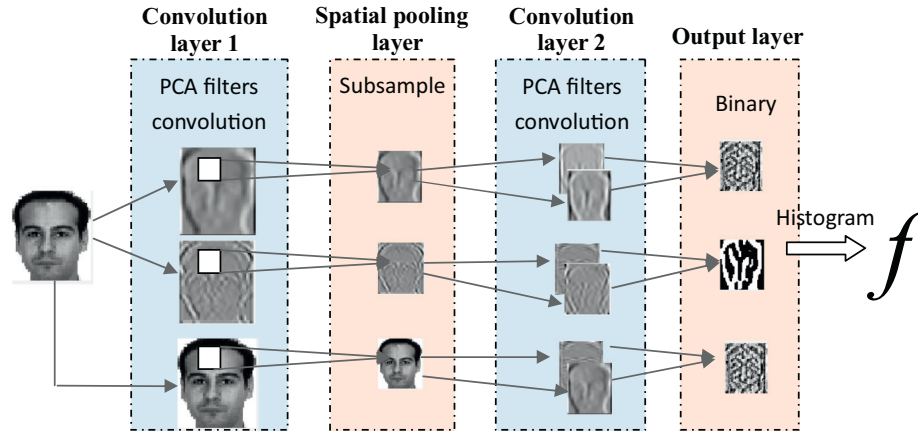 Convolution
layer 1
Spatial pooling
layer
Convolution
layer 2
Output layer
PCA filters
convolution
Subsample
PCA filters
convolution
Binary
Histogram
f